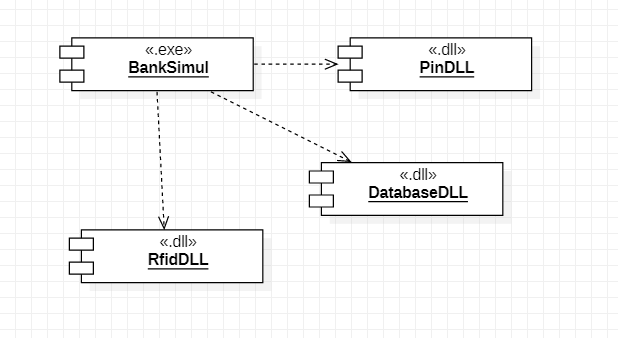 «.exe»
BankSimul
«.dll»
PinDLL
«.dll»
DatabaseDLL
«.dll»
RfidDLL